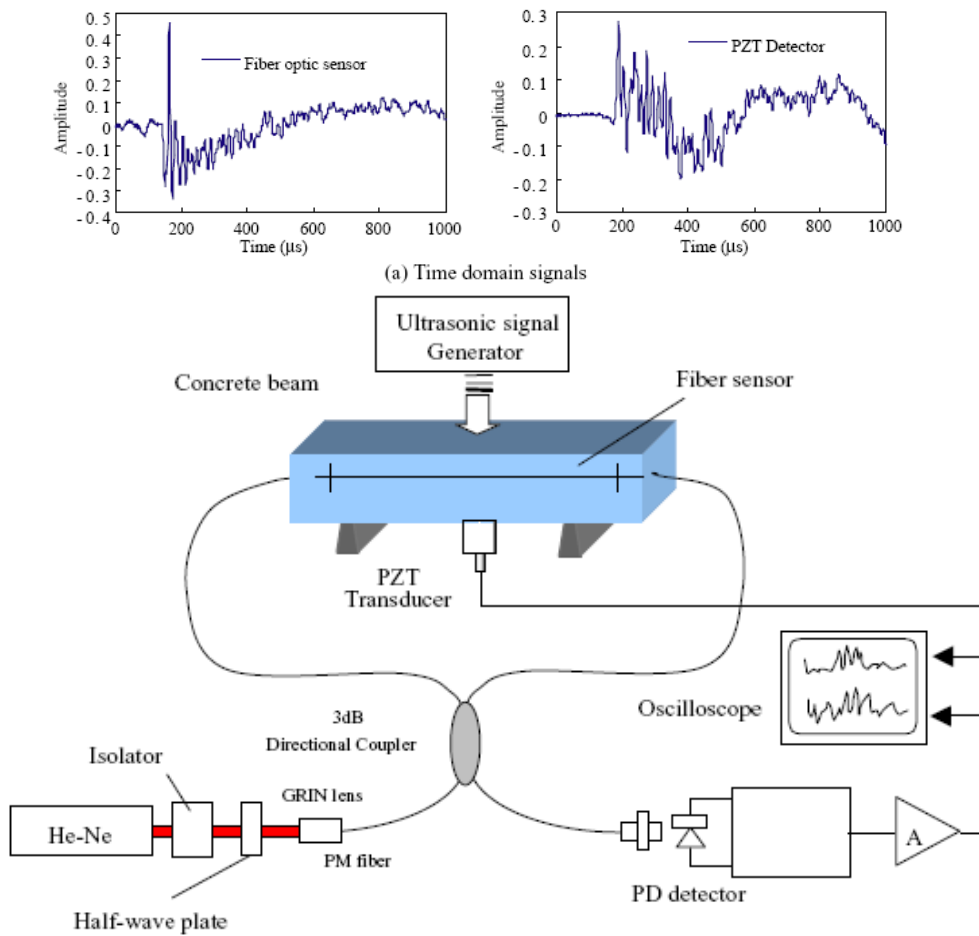 0.5
0.4
0.3
0.2
0.1
0
-0.1
-0.2
-0.3
-0.4
Amplitude
Fiber optic sensor
0 200 400 600 800 1000
Time (µs)
0.3
0.2
0.1
0
-0.1
-0.2
-0.3
Amplitude
PZT Detector
0 200 400 600 800 1000
Time (µs)
(a) Time domain signals
Ultrasonic signal
Generator
Concrete beam
Fiber sensor
PZT
Transducer
Oscilloscope
3dB
Directional Coupler
Isolator
GRIN lens
He-Ne
PM fiber
A
PD detector
Half-wave plate